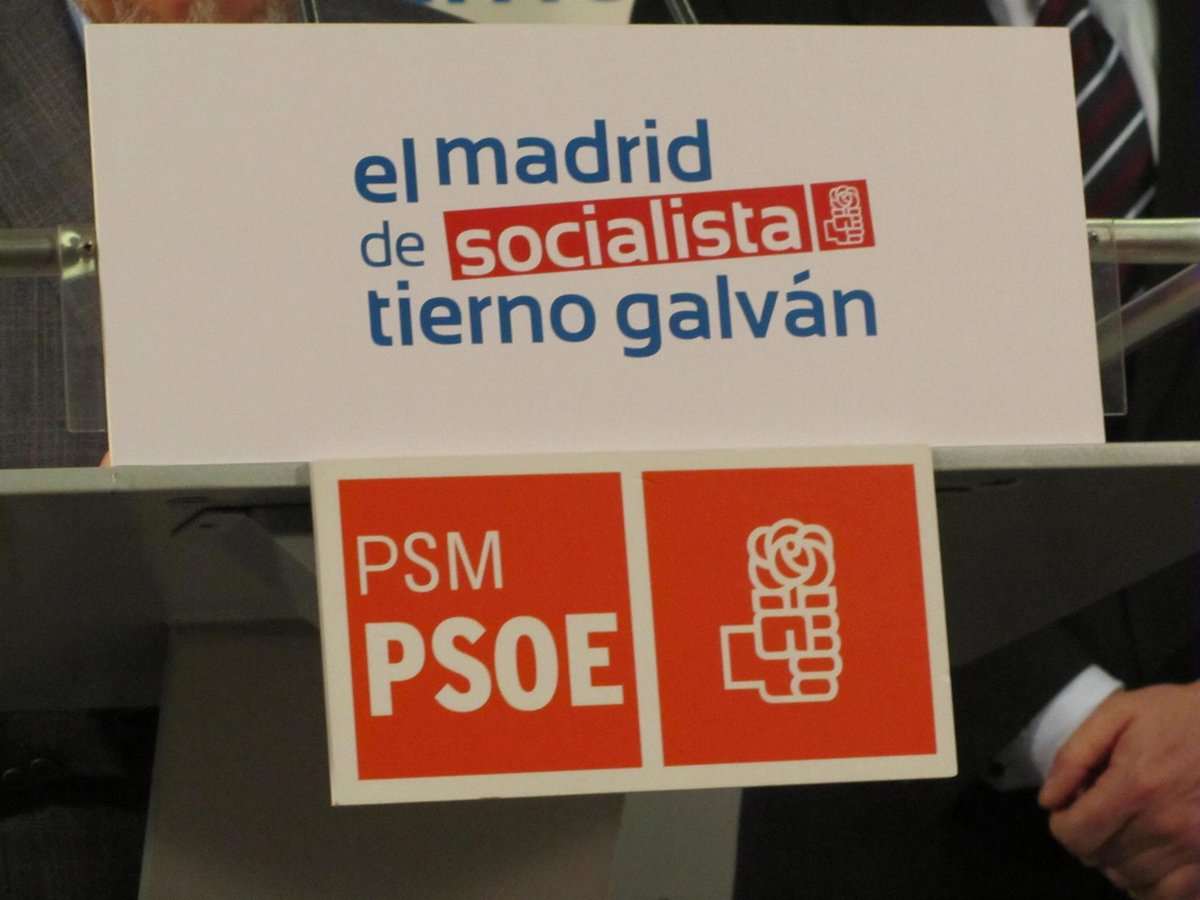 el madrid
de socialista
tierno galván
PSM
PSOE